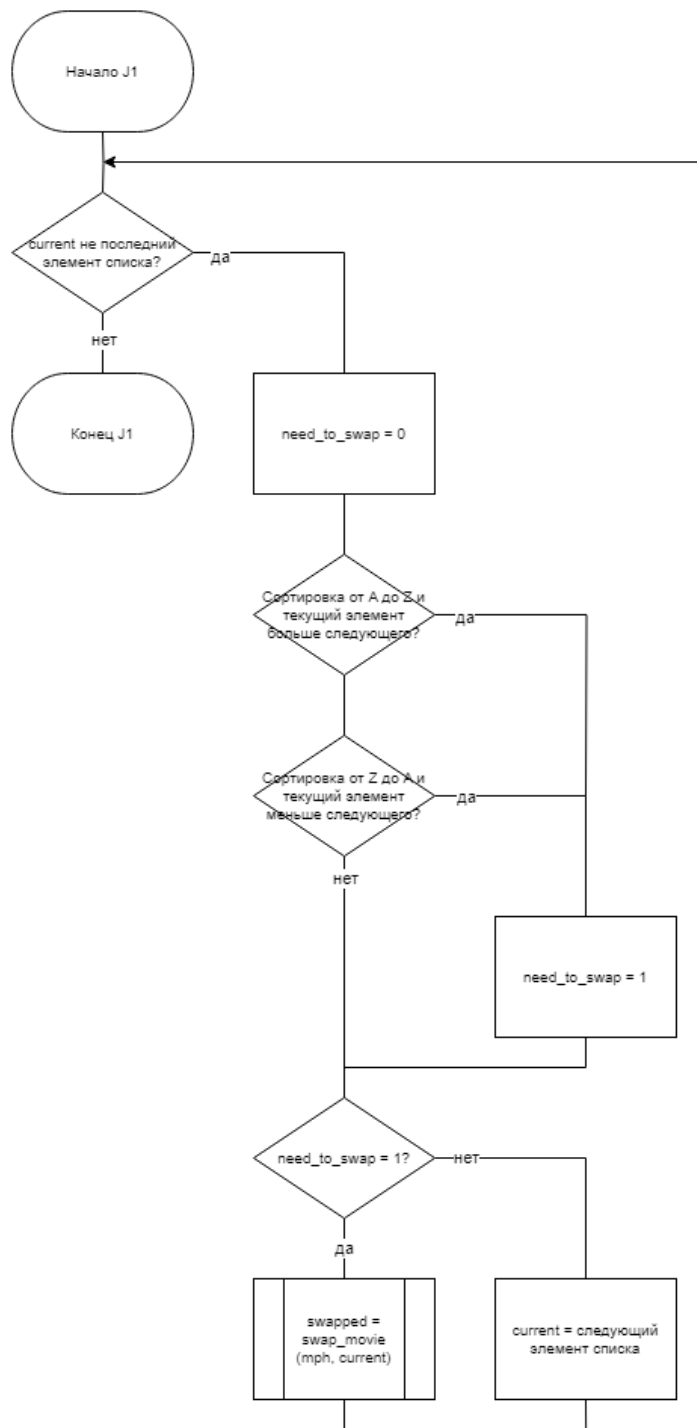 Начало J1
current не последний
элемент списка?
да
нет
Конец J1
need_to_swap = 0
Сортировка от A до Z и
текущий элемент
больше следующего?
да
Сортировка от Z до A и
текущий элемент
меньше следующего?
да
нет
need_to_swap = 1
need_to_swap = 1?
нет
да
swapped =
swap_movie
(mph, current)
current = следующий
элемент списка